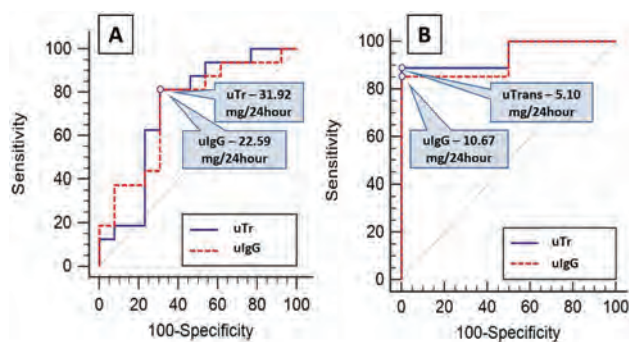 A
100
80
60
40
20
0
Sensitivity
uTr – 31.92
mg/24hour
uIgG – 22.59
mg/24hour
uTr
uIgG
0 20 40 60 80 100
100-Specificity
B
100
80
60
40
20
0
Sensitivity
uTrans – 5.10
mg/24hour
uIgG – 10.67
mg/24hour
uTr
uIgG
0 20 40 60 80 100
100-Specificity